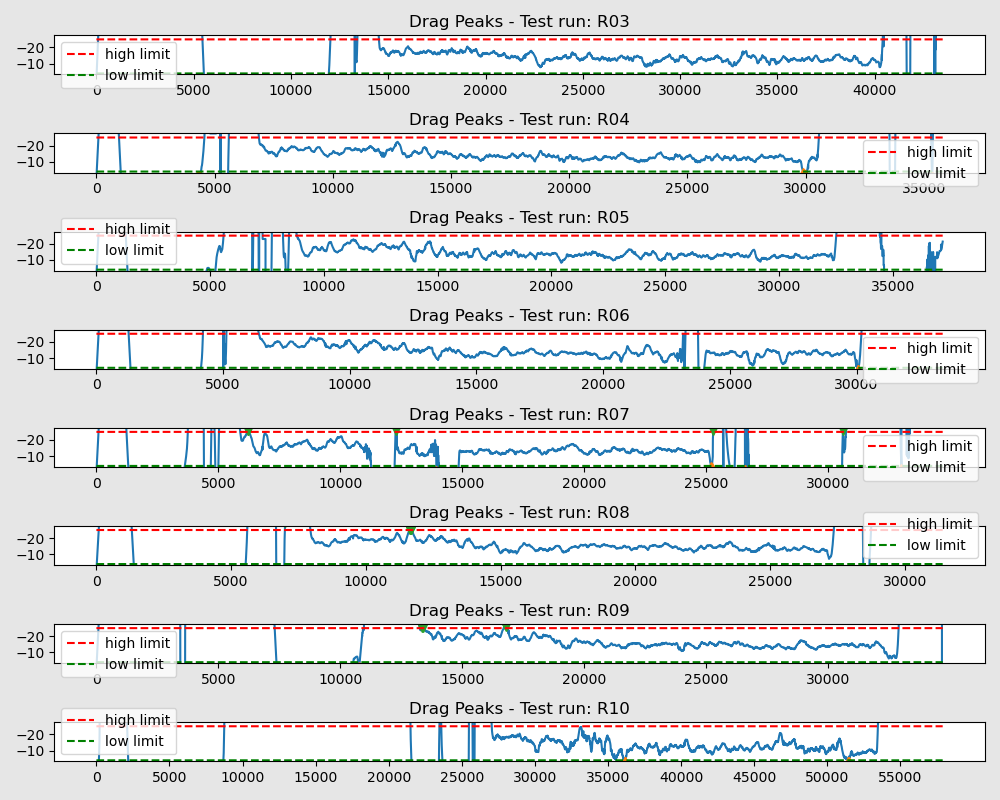 Drag Peaks - Test run: R03
−20
−10
high limit
low limit
0 5000 10000 15000 20000 25000 30000 35000 40000
Drag Peaks - Test run: R04
−20
−10
high limit
low limit
0 5000 10000 15000 20000 25000 30000 35000
Drag Peaks - Test run: R05
−20
−10
high limit
low limit
0 5000 10000 15000 20000 25000 30000 35000
Drag Peaks - Test run: R06
−20
−10
high limit
low limit
0 5000 10000 15000 20000 25000 30000
Drag Peaks - Test run: R07
−20
−10
high limit
low limit
0 5000 10000 15000 20000 25000 30000
Drag Peaks - Test run: R08
−20
−10
high limit
low limit
0 5000 10000 15000 20000 25000 30000
Drag Peaks - Test run: R09
−20
−10
high limit
low limit
0 5000 10000 15000 20000 25000 30000
Drag Peaks - Test run: R10
−20
−10
high limit
low limit
0 5000 10000 15000 20000 25000 30000 35000 40000 45000 50000 55000